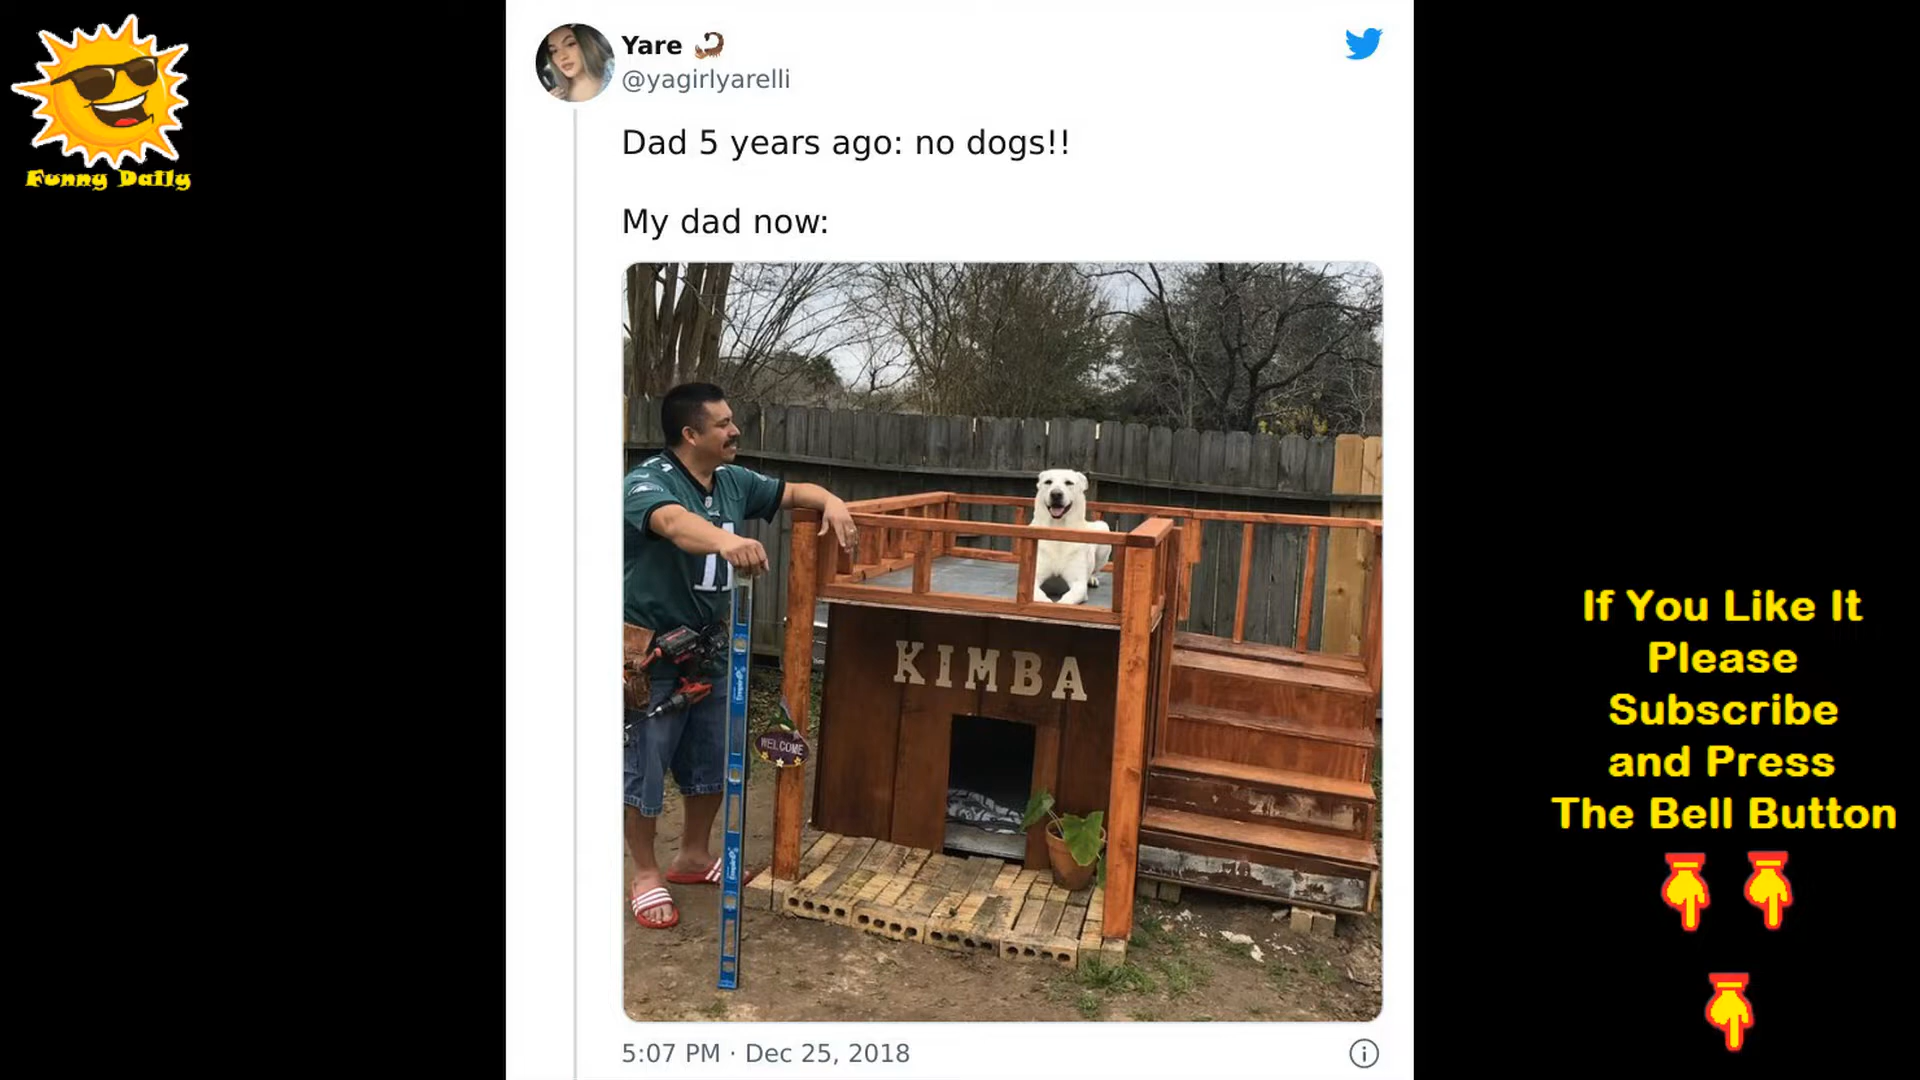 Funny Daily
Yare
@yagirlyarelli
Dad 5 years ago: no dogs!!
My dad now:
11
KIMBA
WELCOME
5:07 PM · Dec 25, 2018
If You Like It
Please
Subscribe
and Press
The Bell Button